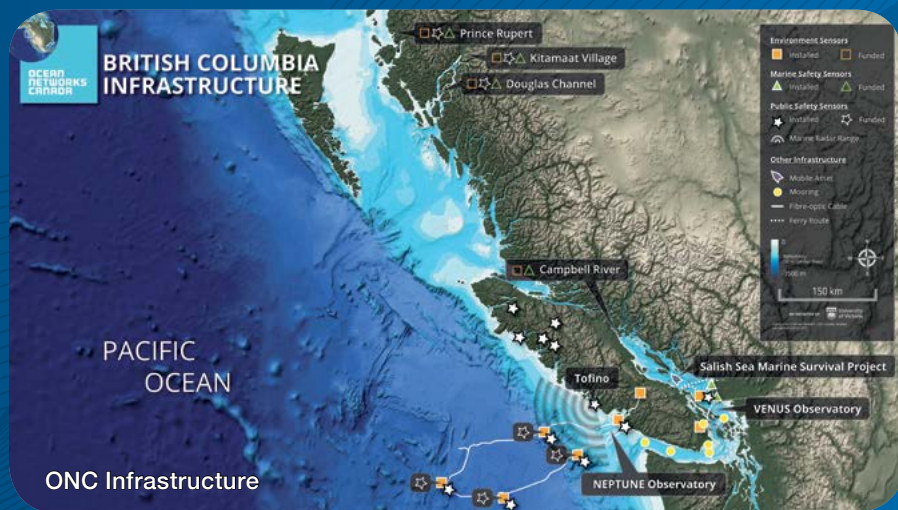 OCEAN
NETWORKS
CANADA
BRITISH COLUMBIA
INFRASTRUCTURE
Prince Rupert
Kitamaat Village
Douglas Channel
Environment Sensors
Installed Funded
Marine Safety Sensors
Installed Funded
Public Safety Sensors
Installed Funded
Marine Radar Range
Other Infrastructure
Mobile Asset
Mooring
Fibre-optic Cable
Ferry Route
150 km
University
of Victoria
Campbell River
PACIFIC
OCEAN
Tofino
Salish Sea Marine Survival Project
VENUS Observatory
NEPTUNE Observatory
ONC Infrastructure